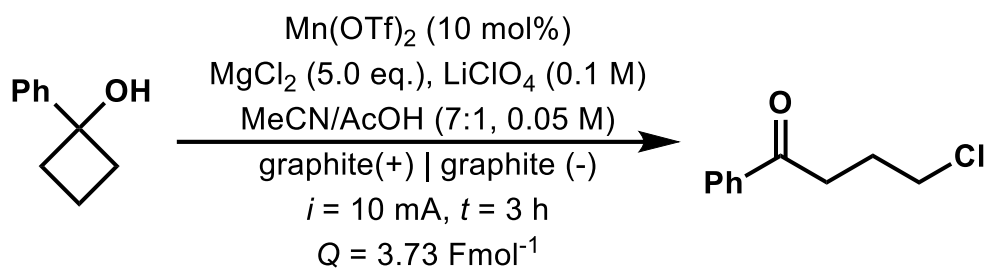 Ph OH
Mn(OTf)₂ (10 mol%)
MgCl₂ (5.0 eq.), LiClO₄ (0.1 M)
MeCN/AcOH (7:1, 0.05 M)
graphite(+) | graphite (-)
i = 10 mA, t = 3 h
Q = 3.73 Fmol⁻¹
O
Ph Cl